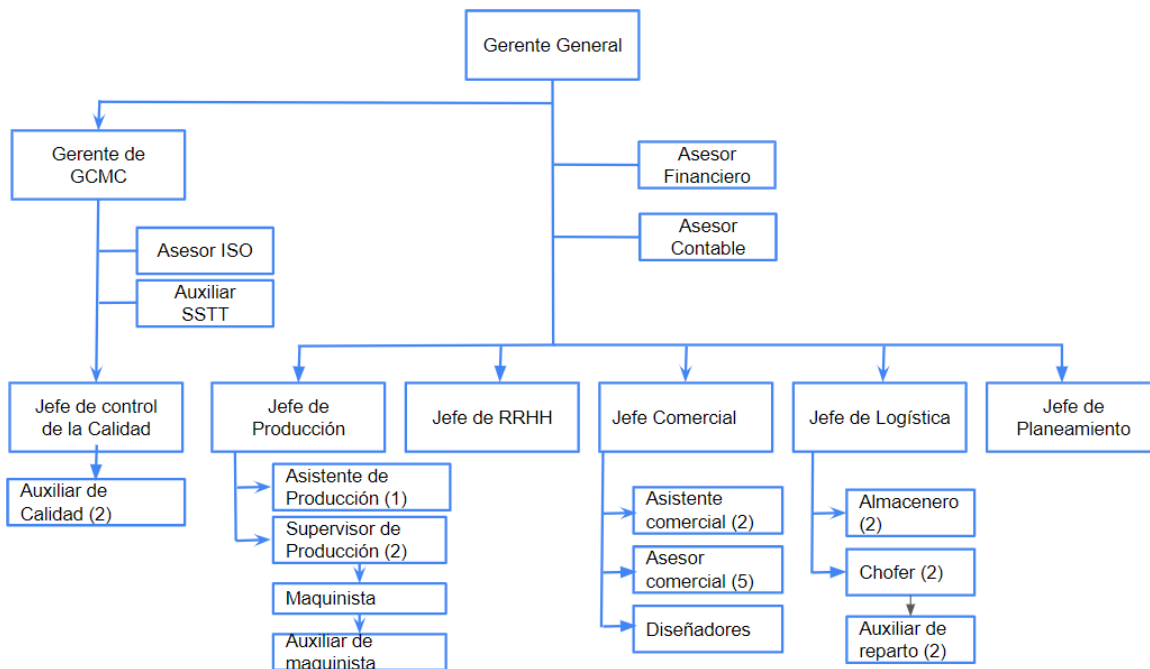 Gerente General
Gerente de
GCMC
Asesor
Financiero
Asesor
Contable
Asesor ISO
Auxiliar
SSTT
Jefe de control
de la Calidad
Jefe de
Producción
Jefe de RRHH
Jefe Comercial
Jefe de Logística
Jefe de
Planeamiento
Auxiliar de
Calidad (2)
Asistente de
Producción (1)
Supervisor de
Producción (2)
Maquinista
Auxiliar de
maquinista
Asistente
comercial (2)
Asesor
comercial (5)
Diseñadores
Almacenero
(2)
Chofer (2)
Auxiliar de
reparto (2)